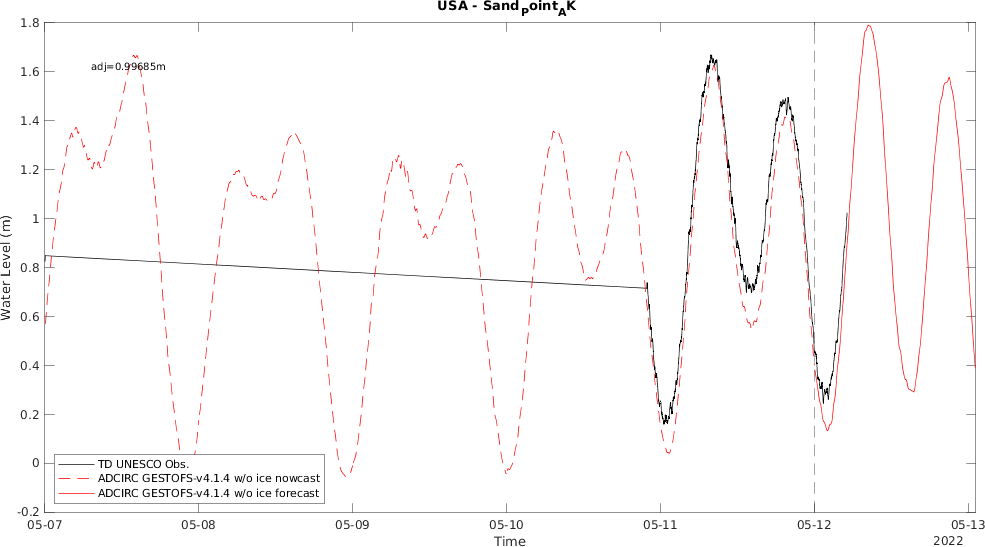 USA - Sand_Point_AK
adj=0.99685m
1.8
1.6
1.4
1.2
1
0.8
0.6
0.4
0.2
0
-0.2
Water Level (m)
TD UNESCO Obs.
ADCIRC GESTOFS-v4.1.4 w/o ice nowcast
ADCIRC GESTOFS-v4.1.4 w/o ice forecast
05-07 05-08 05-09 05-10 05-11 05-12 05-13
Time
2022